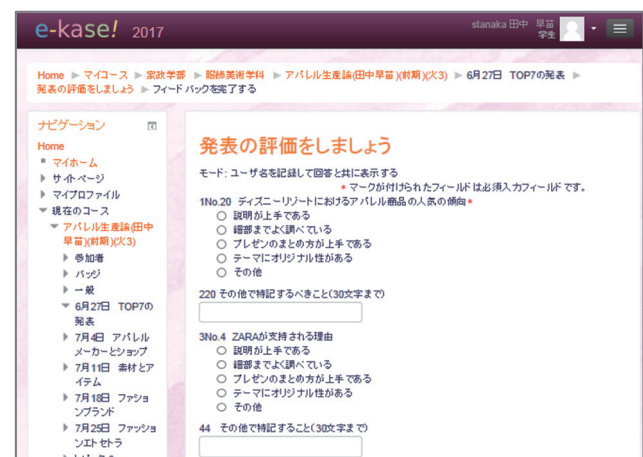 e-kase! 2017
stanaka 田中 早苗
学生
Home ▶ マイコース ▶ 家政学部 ▶ 服飾美術学科 ▶ アパレル生産論(田中早苗)(前期)(火3) ▶ 6月27日 TOP7の発表 ▶
発表の評価をしましょう ▶ フィードバックを完了する
ナビゲーション
Home
マイホーム
サイトページ
マイプロファイル
現在のコース
アパレル生産論(田中
早苗)(前期)(火3)
参加者
バッジ
一般
6月27日 TOP7の
発表
7月4日 アパレル
メーカーとショップ
7月11日 素材とア
イテム
7月18日 ファショ
ンブランド
7月25日 ファッショ
ンエトセトラ
発表の評価をしましょう
モード: ユーザ名を記録して回答と共に表示する
* マークが付けられたフィールドは必須入力フィールドです。
1No.20 ディズニーリゾートにおけるアパレル商品の人気の傾向*
説明が上手である
細部までよく調べている
プレゼンのまとめ方が上手である
テーマにオリジナル性がある
その他
220 その他で特記するべきこと(30文字まで)
3No.4 ZARAが支持される理由
説明が上手である
細部までよく調べている
プレゼンのまとめ方が上手である
テーマにオリジナル性がある
その他
44 その他で特記すること(30文字まで)